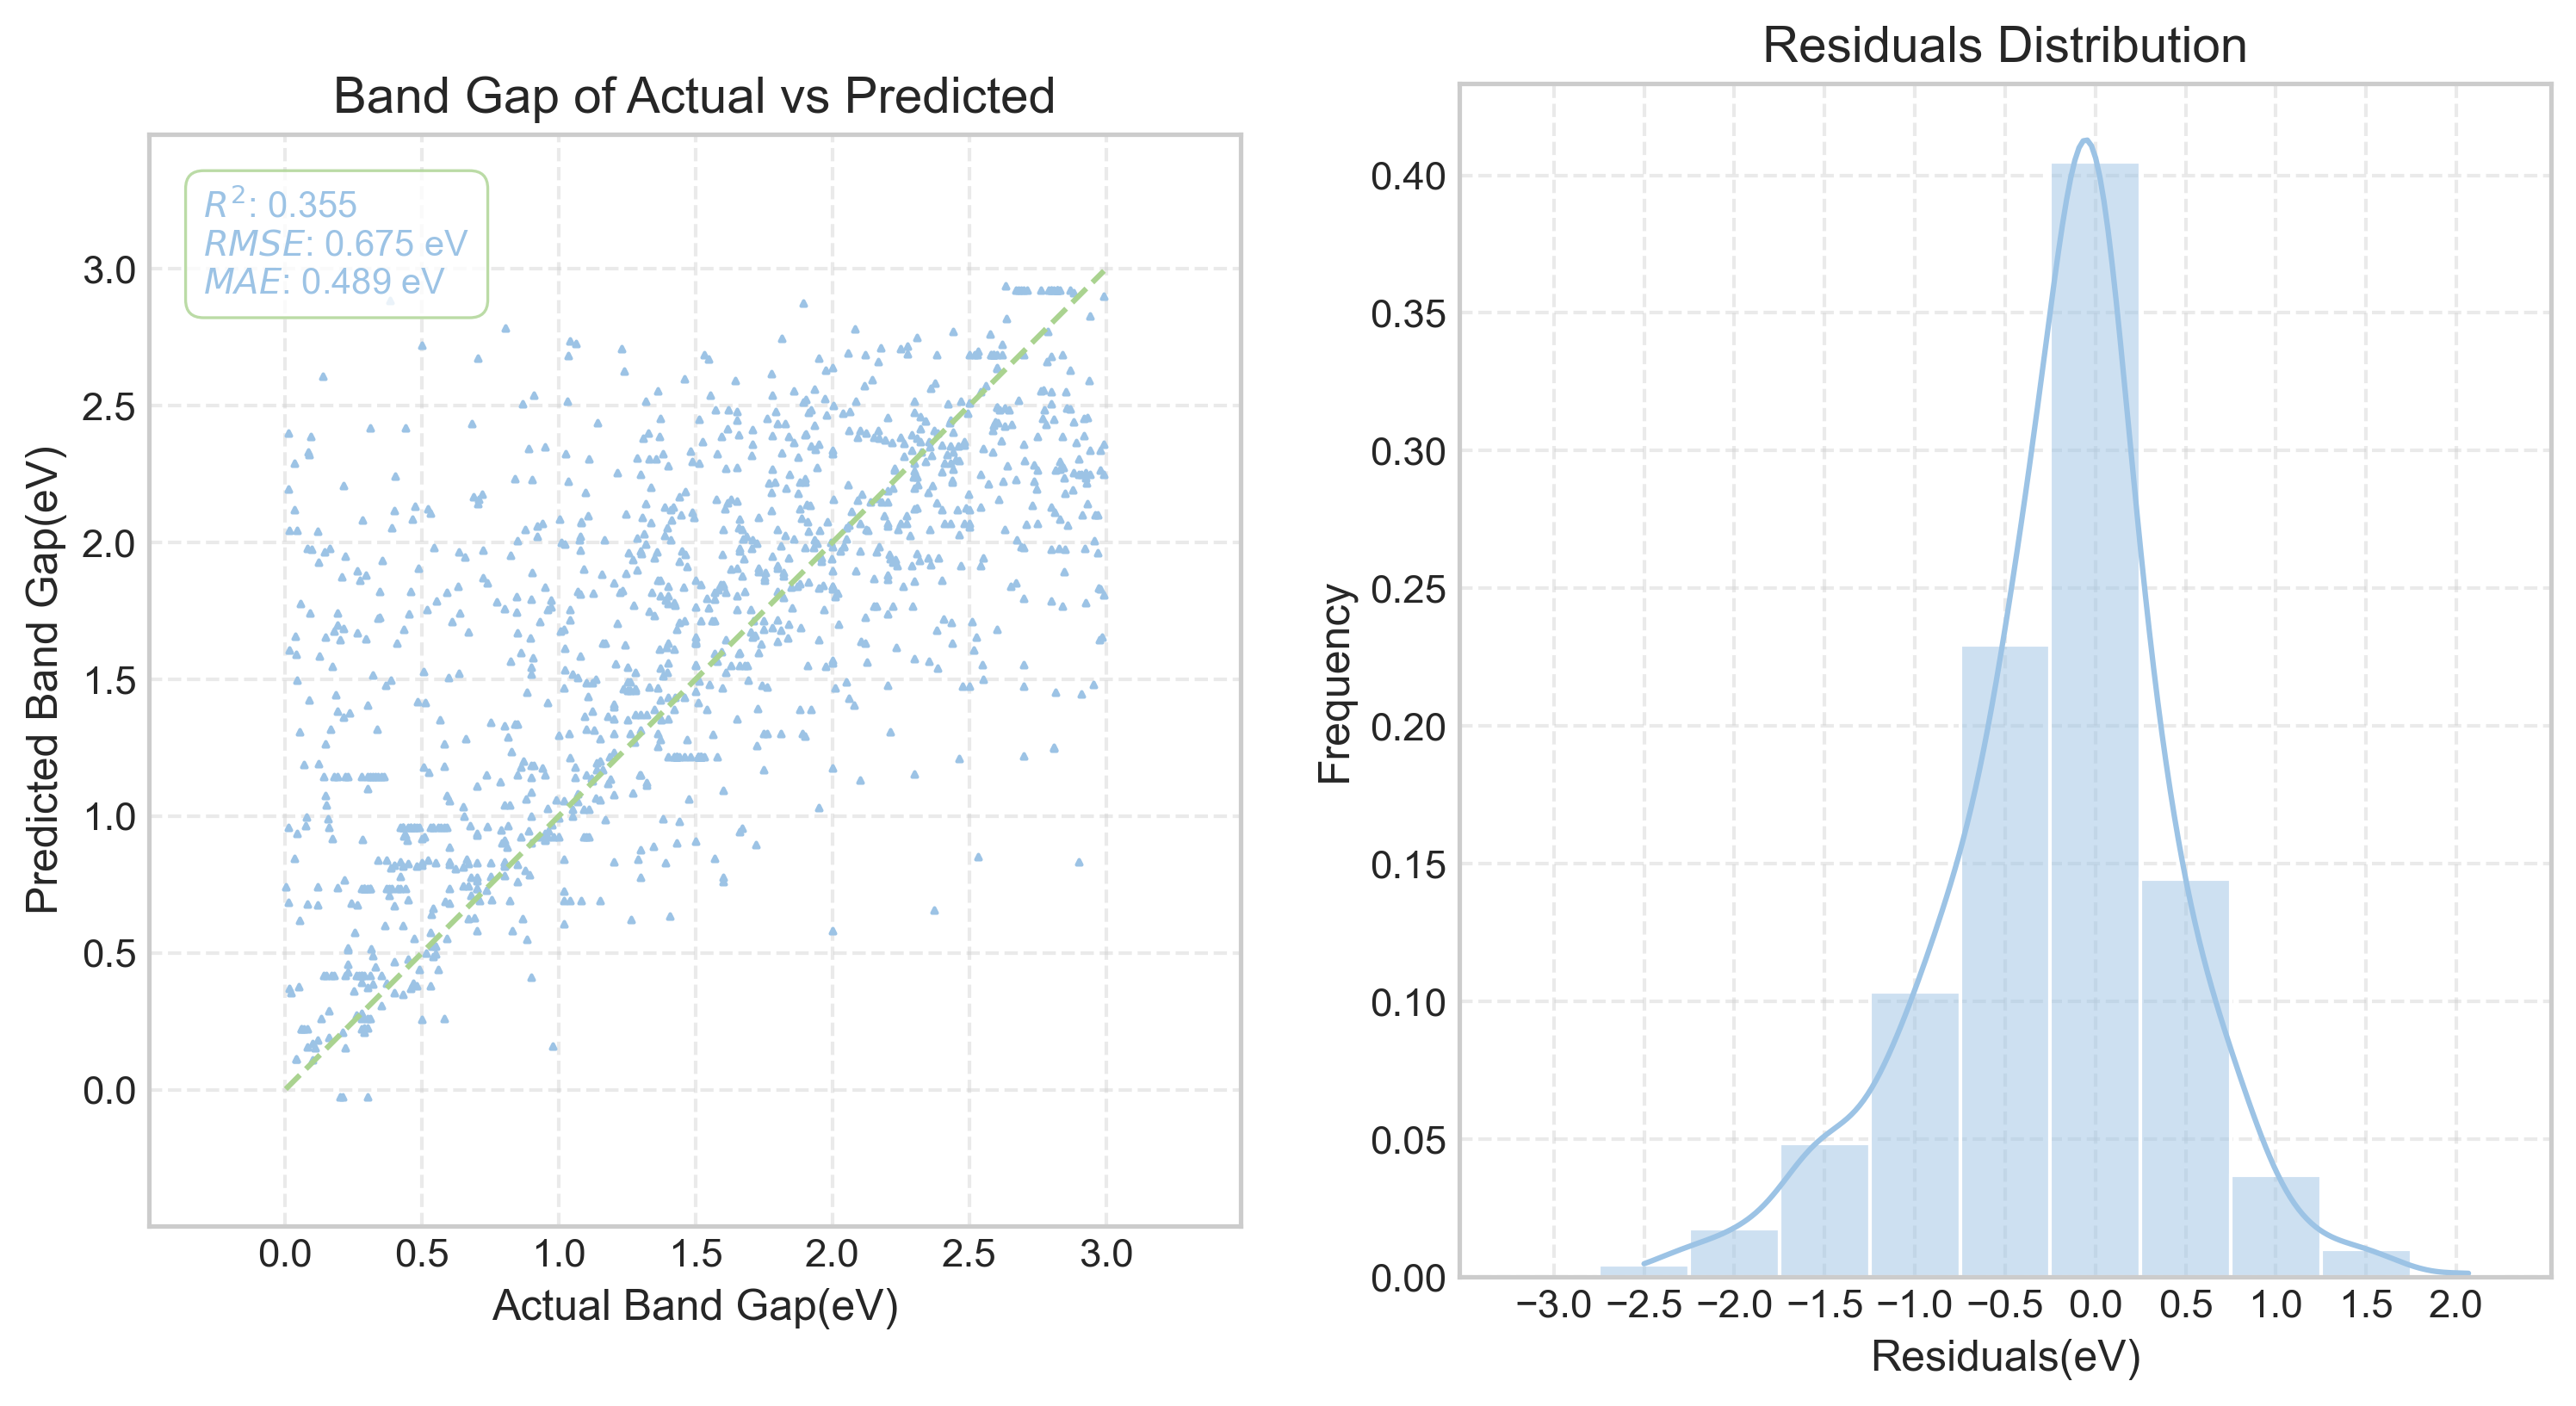 Band Gap of Actual vs Predicted
R²: 0.355
RMSE: 0.675 eV
MAE: 0.489 eV
3.0
2.5
2.0
1.5
1.0
0.5
0.0
Predicted Band Gap(eV)
0.0 0.5 1.0 1.5 2.0 2.5 3.0
Actual Band Gap(eV)
Residuals Distribution
0.40
0.35
0.30
0.25
0.20
0.15
0.10
0.05
0.00
Frequency
−3.0 −2.5 −2.0 −1.5 −1.0 −0.5 0.0 0.5 1.0 1.5 2.0
Residuals(eV)